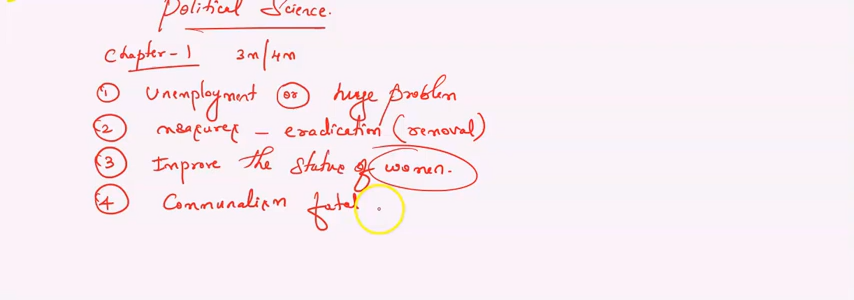 Political Science.
Chapter-1 3m/4m
1 Unemployment or huge problem
2 measures - eradication (removal)
3 Improve the status of women.
4 Communalism fatal